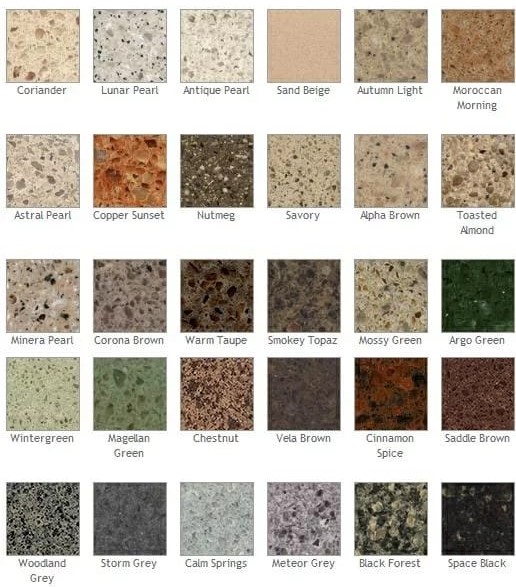 Coriander Lunar Pearl Antique Pearl Sand Beige Autumn Light Moroccan
Morning
Astral Pearl Copper Sunset Nutmeg Savory Alpha Brown Toasted
Almond
Minera Pearl Corona Brown Warm Taupe Smokey Topaz Mossy Green Argo Green
Wintergreen Magellan Chestnut Vela Brown Cinnamon Saddle Brown
Green Spice
Woodland Storm Grey Calm Springs Meteor Grey Black Forest Space Black
Grey